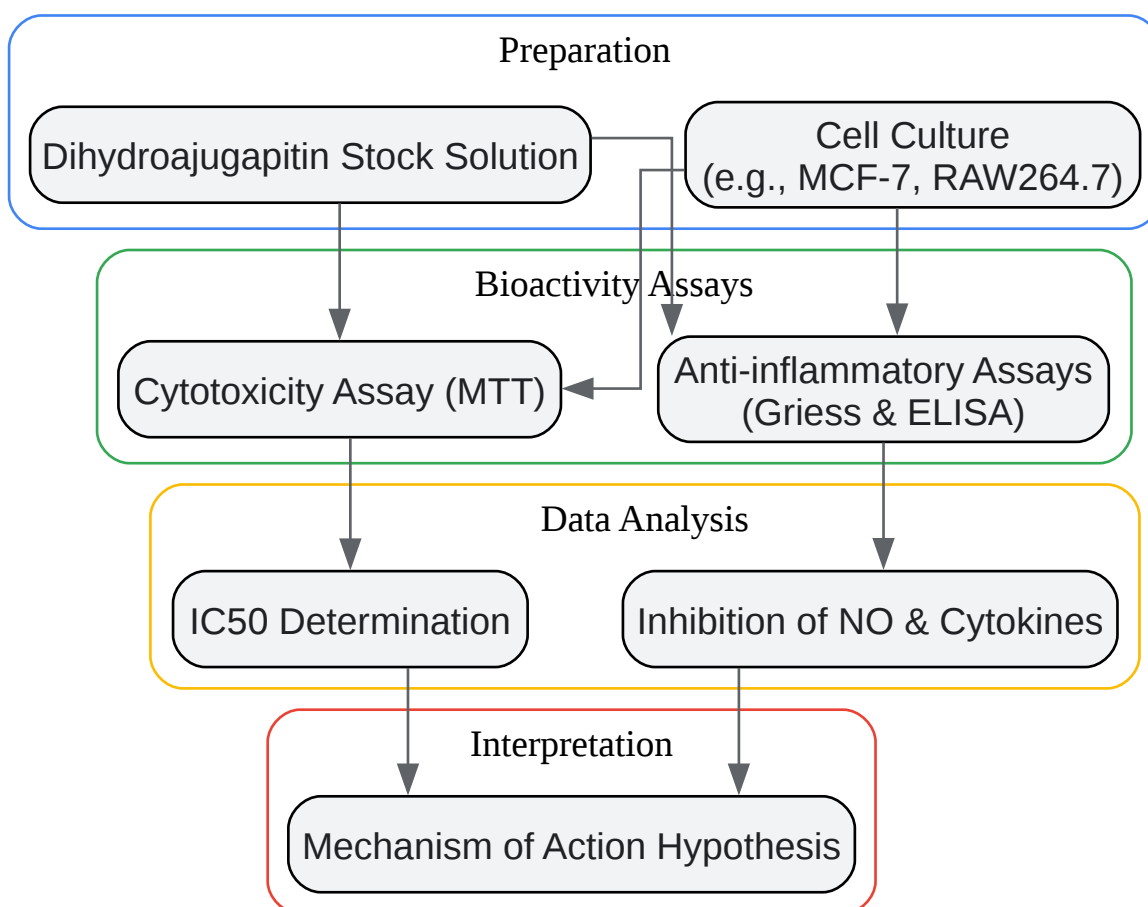 Preparation
Dihydroajugapitin Stock Solution
Cell Culture
(e.g., MCF-7, RAW264.7)
Bioactivity Assays
Cytotoxicity Assay (MTT)
Anti-inflammatory Assays
(Griess & ELISA)
Data Analysis
IC50 Determination
Inhibition of NO & Cytokines
Interpretation
Mechanism of Action Hypothesis